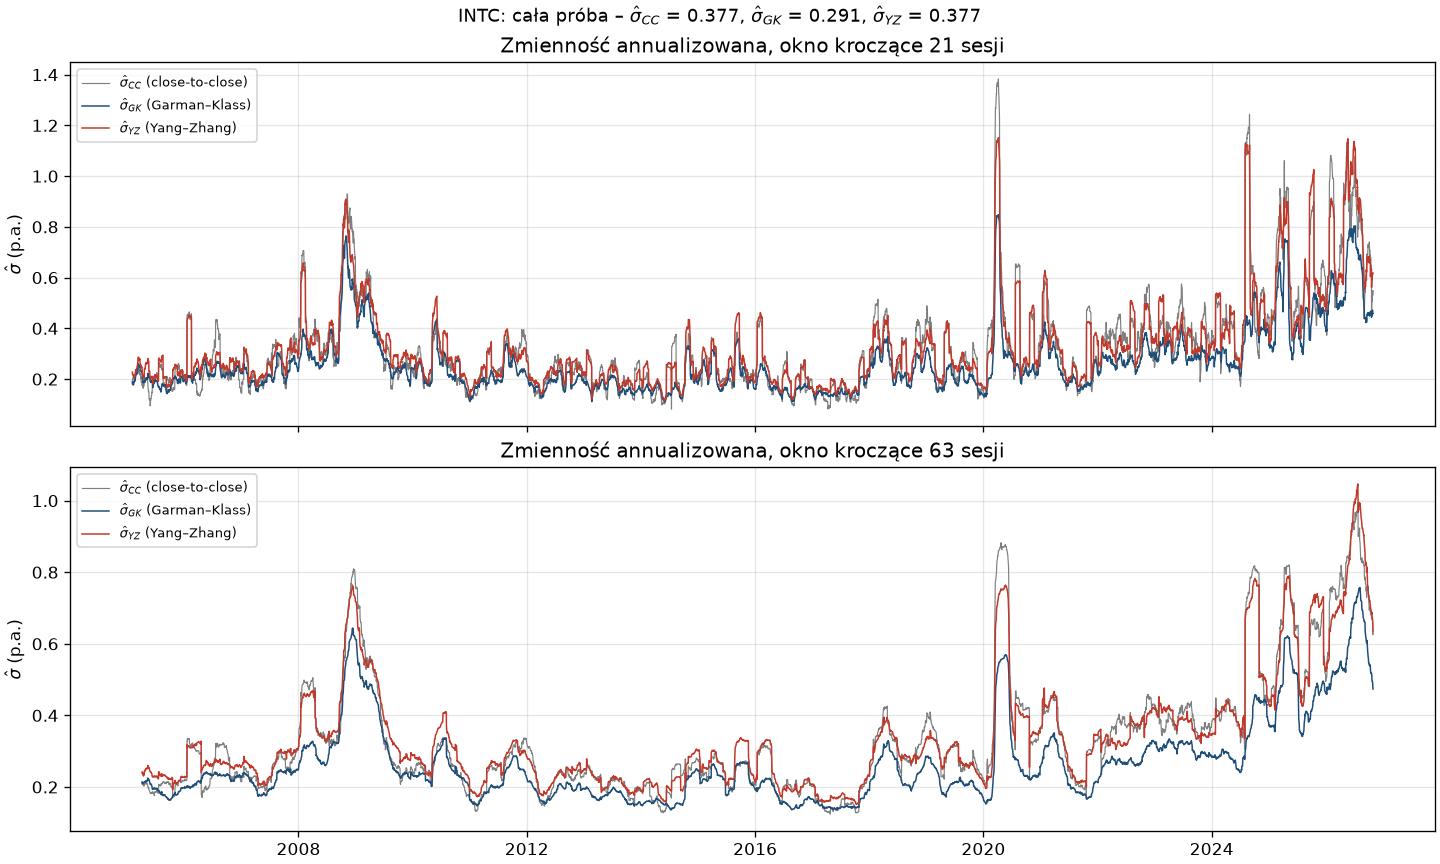 INTC: cała próba – σ̂CC = 0.377, σ̂GK = 0.291, σ̂YZ = 0.377
Zmienność annualizowana, okno kroczące 21 sesji
σ̂ (p.a.)
1.4
1.2
1.0
0.8
0.6
0.4
0.2
σ̂CC (close-to-close)
σ̂GK (Garman–Klass)
σ̂YZ (Yang–Zhang)
Zmienność annualizowana, okno kroczące 63 sesji
σ̂ (p.a.)
1.0
0.8
0.6
0.4
0.2
σ̂CC (close-to-close)
σ̂GK (Garman–Klass)
σ̂YZ (Yang–Zhang)
2008 2012 2016 2020 2024